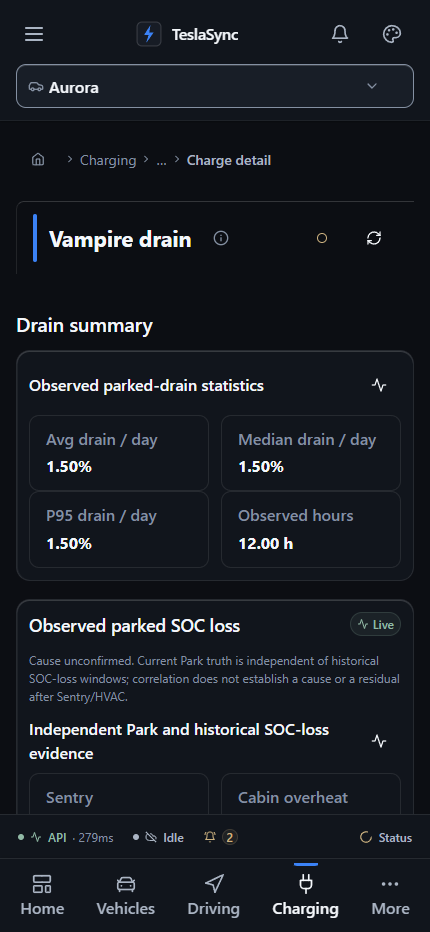 TeslaSync
Aurora
Charging
...
Charge detail
Vampire drain
Drain summary
Observed parked-drain statistics
Avg drain / day
1.50%
Median drain / day
1.50%
P95 drain / day
1.50%
Observed hours
12.00 h
Observed parked SOC loss
Live
Cause unconfirmed. Current Park truth is independent of historical
SOC-loss windows; correlation does not establish a cause or a residual
after Sentry/HVAC.
Independent Park and historical SOC-loss
evidence
Sentry
Cabin overheat
API · 279ms
Idle
2
Status
Home
Vehicles
Driving
Charging
More